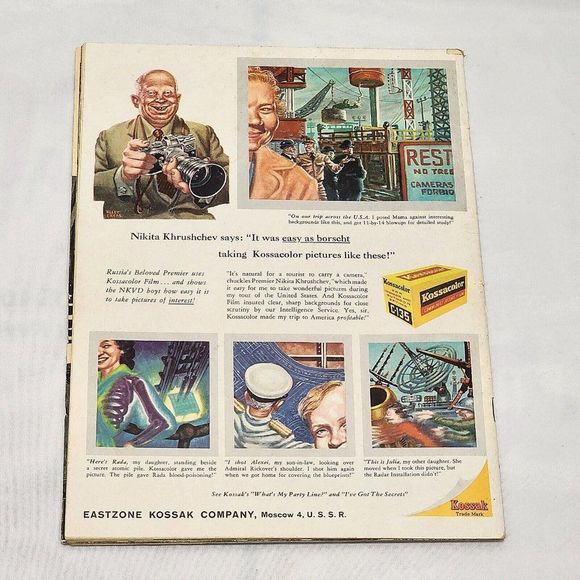 KELLY
FREAS
REST
NO TRE
CAMERAS
FORBID
"On our trip across the U.S.A. I posed Mama against interesting
backgrounds like this, and got 11-by-14 blowups for detailed study!"
Nikita Khrushchev says: "It was easy as borscht
taking Kossacolor pictures like these!"
Russia's Beloved Premier uses
Kossacolor Film . . . and shows
the NKVD boys how easy it is
to take pictures of interest!
"It's natural for a tourist to carry a camera,"
chuckles Premier Nikita Khrushchev, "which made
it easy for me to take wonderful pictures during
my tour of the United States. And Kossacolor
Film insured clear, sharp backgrounds for close
scrutiny by our Intelligence Service. Yes, sir,
Kossacolor made my trip to America profitable!"
Kossacolor
Kossacolor
C-135
"Here's Rada, my daughter, standing beside
a secret atomic pile. Kossacolor gave me the
picture. The pile gave Rada blood-poisoning!"
"I shot Alexei, my son-in-law, looking over
Admiral Rickover's shoulder. I shot him again
when we got home for covering the blueprints!"
"This is Julia, my other daughter. She
moved when I took this picture, but
the Radar Installation didn't!"
See Kossak's "What's My Party Line?" and "I've Got The Secrets"
EASTZONE KOSSAK COMPANY, Moscow 4, U. S. S. R.
Kossak
Trade Mark